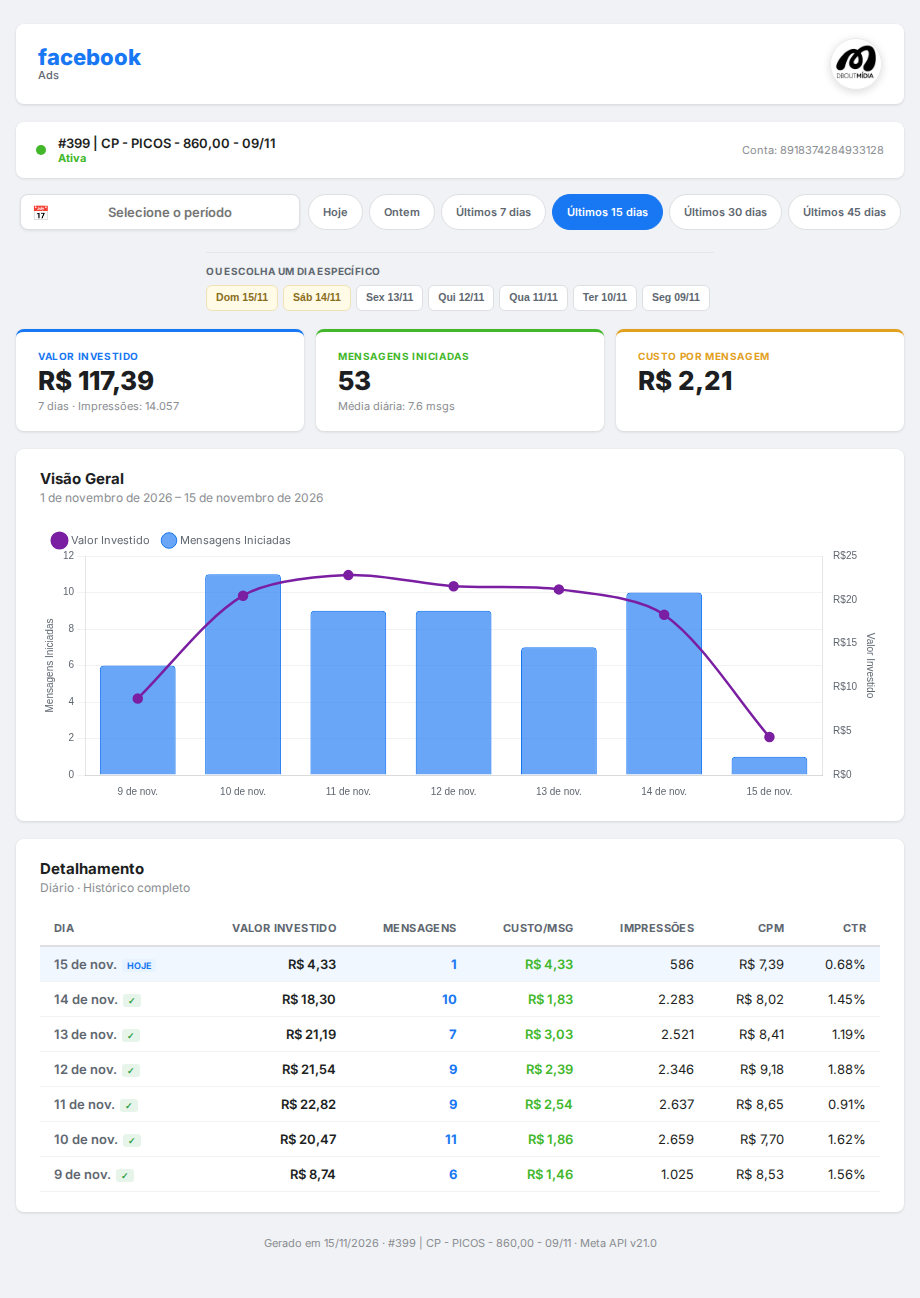 facebook
Ads
DBOUTMÍDIA
#399 | CP - PICOS - 860,00 - 09/11
Ativa
Conta: 8918374284933128
Selecione o período
Hoje
Ontem
Últimos 7 dias
Últimos 15 dias
Últimos 30 dias
Últimos 45 dias
OU ESCOLHA UM DIA ESPECÍFICO
Dom 15/11
Sáb 14/11
Sex 13/11
Qui 12/11
Qua 11/11
Ter 10/11
Seg 09/11
VALOR INVESTIDO
R$ 117,39
7 dias · Impressões: 14.057
MENSAGENS INICIADAS
53
Média diária: 7.6 msgs
CUSTO POR MENSAGEM
R$ 2,21
Visão Geral
1 de novembro de 2026 – 15 de novembro de 2026
Valor Investido
Mensagens Iniciadas
12
10
8
6
4
2
0
Mensagens Iniciadas
R$25
R$20
R$15
R$10
R$5
R$0
Valor Investido
9 de nov.
10 de nov.
11 de nov.
12 de nov.
13 de nov.
14 de nov.
15 de nov.
Detalhamento
Diário · Histórico completo
DIA VALOR INVESTIDO MENSAGENS CUSTO/MSG IMPRESSÕES CPM CTR
15 de nov. HOJE R$ 4,33 1 R$ 4,33 586 R$ 7,39 0.68%
14 de nov. ✓ R$ 18,30 10 R$ 1,83 2.283 R$ 8,02 1.45%
13 de nov. ✓ R$ 21,19 7 R$ 3,03 2.521 R$ 8,41 1.19%
12 de nov. ✓ R$ 21,54 9 R$ 2,39 2.346 R$ 9,18 1.88%
11 de nov. ✓ R$ 22,82 9 R$ 2,54 2.637 R$ 8,65 0.91%
10 de nov. ✓ R$ 20,47 11 R$ 1,86 2.659 R$ 7,70 1.62%
9 de nov. ✓ R$ 8,74 6 R$ 1,46 1.025 R$ 8,53 1.56%
Gerado em 15/11/2026 · #399 | CP - PICOS - 860,00 - 09/11 · Meta API v21.0